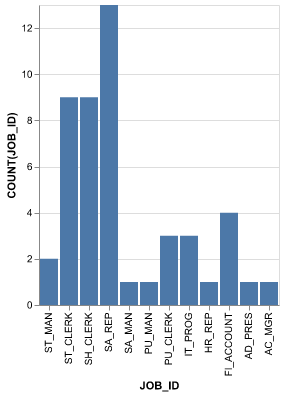 12
10
8
6
4
2
0
COUNT(JOB_ID)
ST_MAN
ST_CLERK
SH_CLERK
SA_REP
SA_MAN
PU_MAN
PU_CLERK
IT_PROG
HR_REP
FI_ACCOUNT
AD_PRES
AC_MGR
JOB_ID